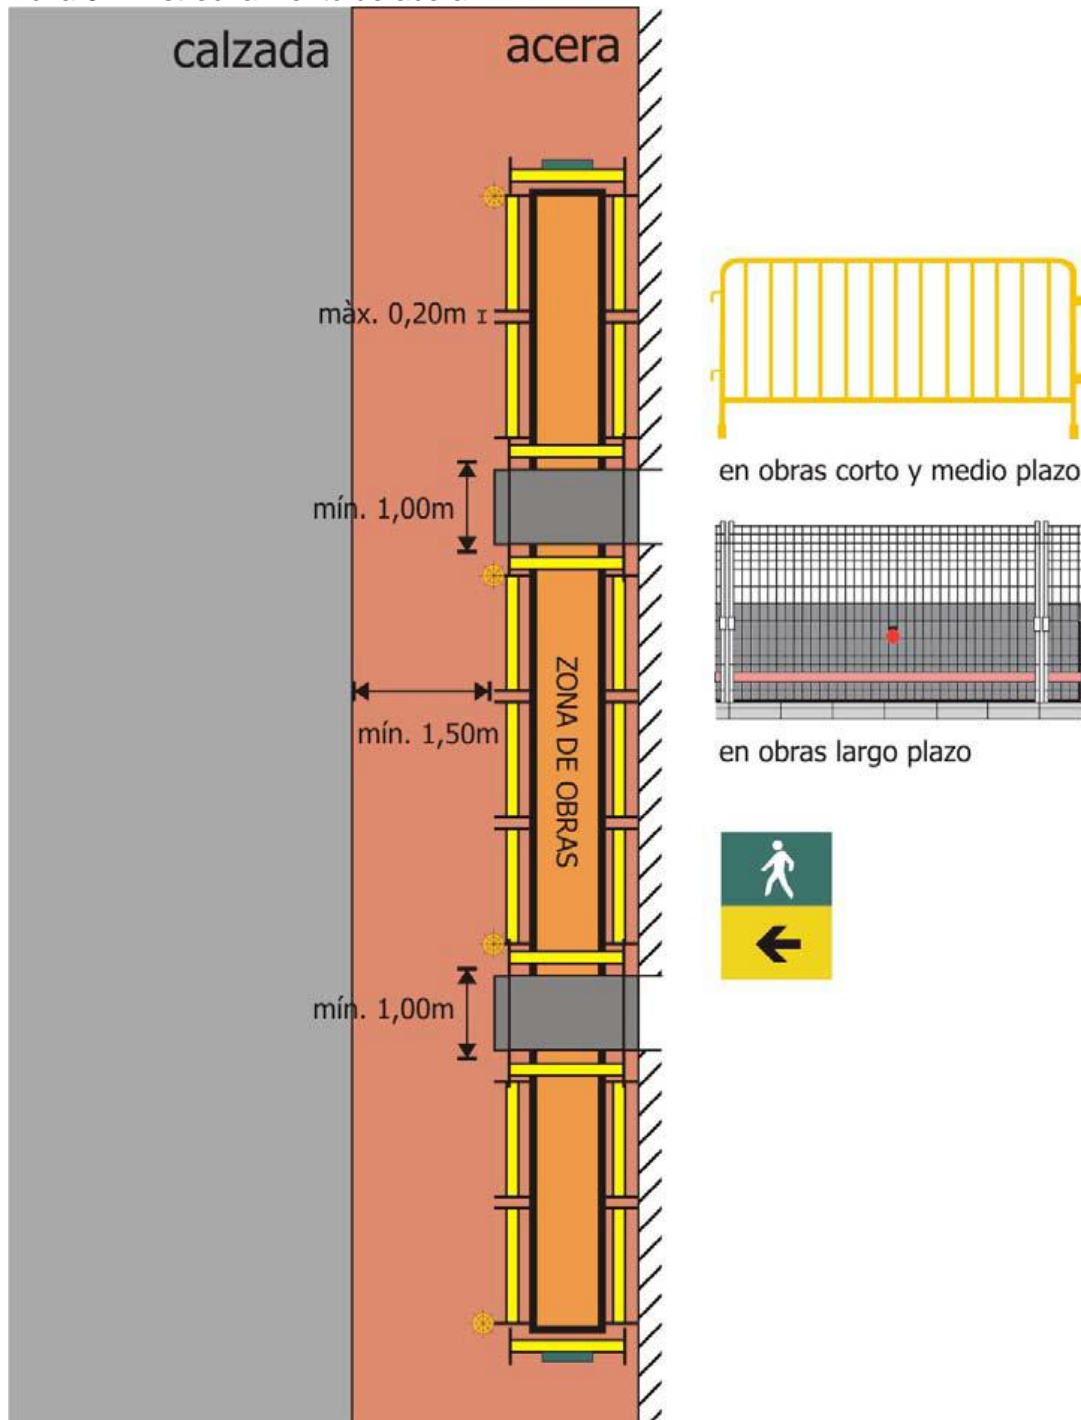 calzada
acera
màx. 0,20m
mín. 1,00m
en obras corto y medio plazo
ZONA DE OBRAS
mín. 1,50m
en obras largo plazo
mín. 1,00m